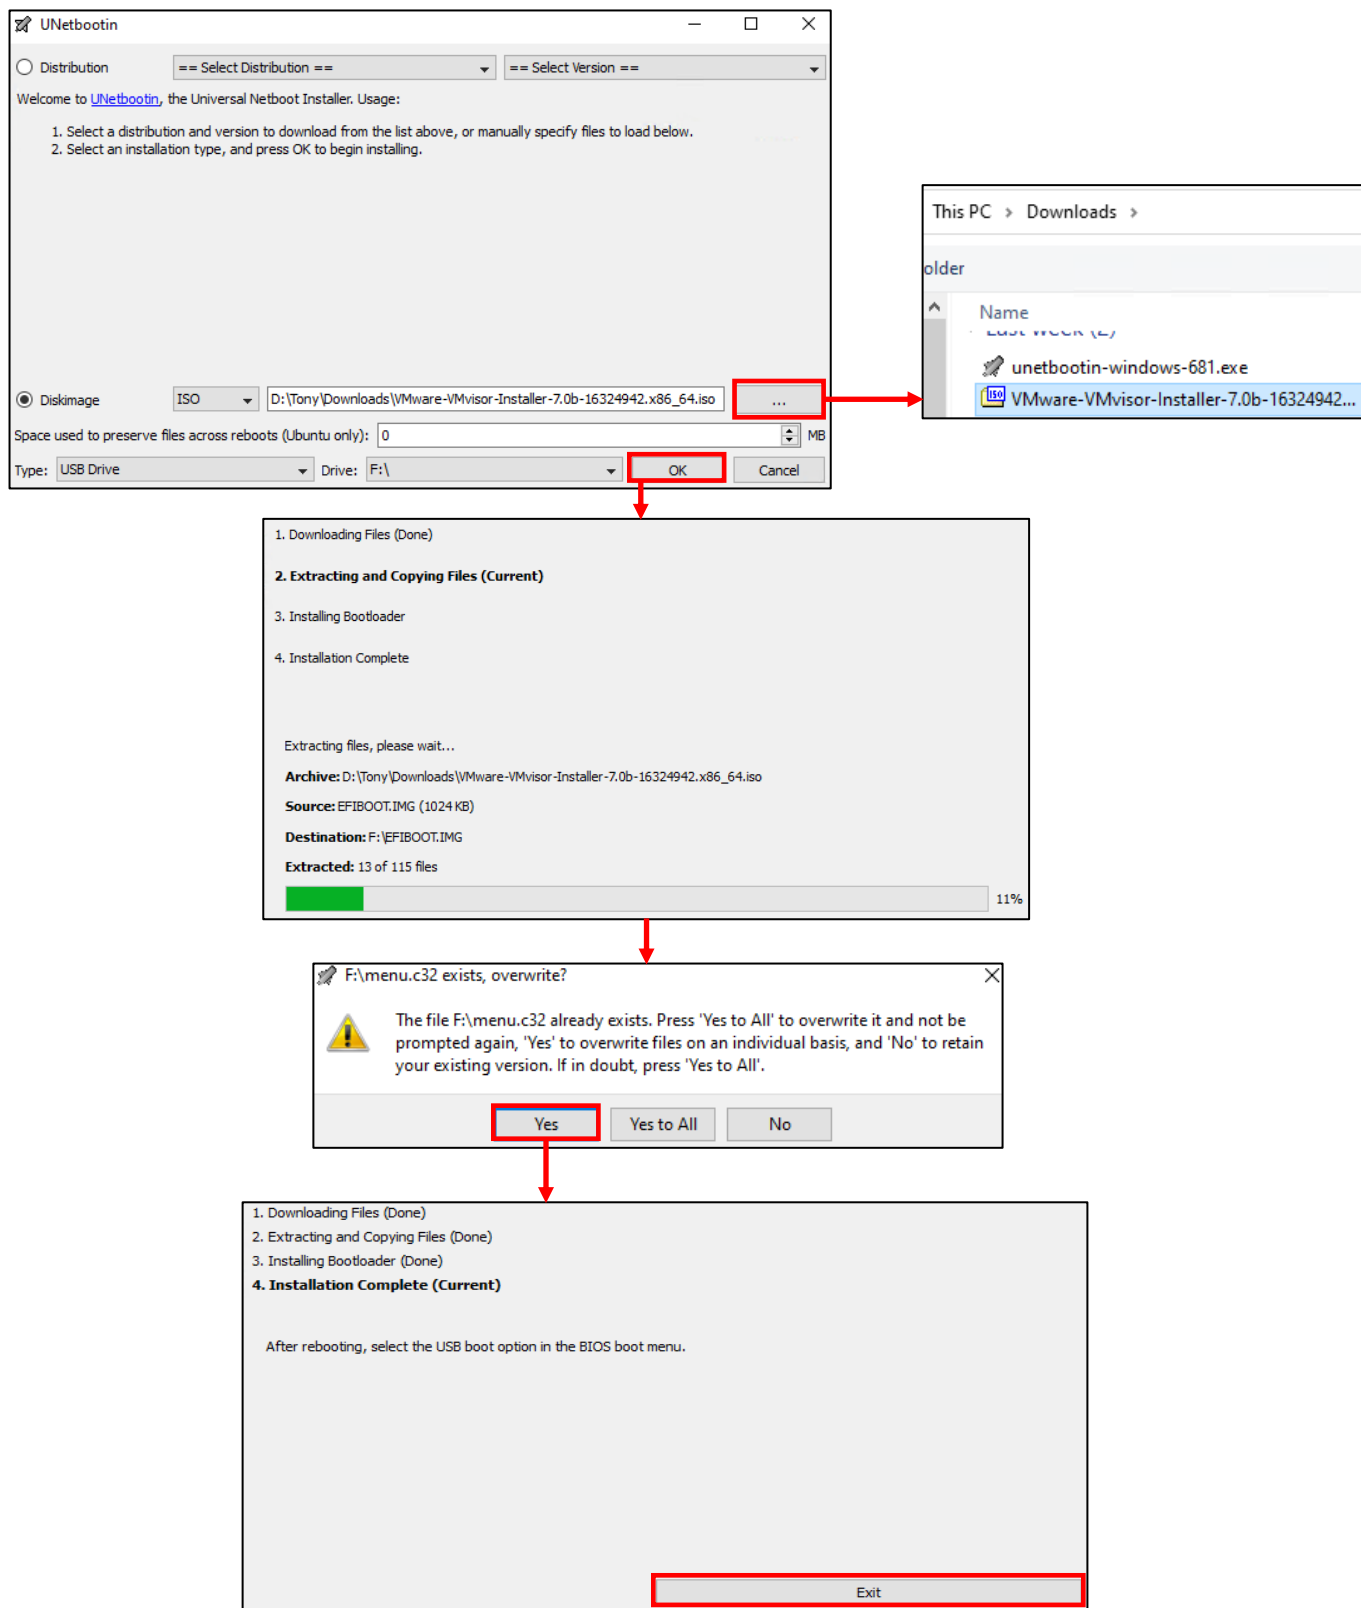 UNetbootin
Distribution == Select Distribution == == Select Version ==
Welcome to UNetbootin, the Universal Netboot Installer. Usage:
1. Select a distribution and version to download from the list above, or manually specify files to load below.
2. Select an installation type, and press OK to begin installing.
Diskimage ISO D:\Tony\Downloads\VMware-VMvisor-Installer-7.0b-16324942.x86_64.iso ...
Space used to preserve files across reboots (Ubuntu only): 0 MB
Type: USB Drive Drive: F:\ OK Cancel
This PC > Downloads >
older
Name
Last week (2)
unetbootin-windows-681.exe
VMware-VMvisor-Installer-7.0b-16324942...
1. Downloading Files (Done)
2. Extracting and Copying Files (Current)
3. Installing Bootloader
4. Installation Complete
Extracting files, please wait...
Archive: D:\Tony\Downloads\VMware-VMvisor-Installer-7.0b-16324942.x86_64.iso
Source: EFIBOOT.IMG (1024 KB)
Destination: F:\EFIBOOT.IMG
Extracted: 13 of 115 files
11%
F:\menu.c32 exists, overwrite?
The file F:\menu.c32 already exists. Press 'Yes to All' to overwrite it and not be
prompted again, 'Yes' to overwrite files on an individual basis, and 'No' to retain
your existing version. If in doubt, press 'Yes to All'.
Yes Yes to All No
1. Downloading Files (Done)
2. Extracting and Copying Files (Done)
3. Installing Bootloader (Done)
4. Installation Complete (Current)
After rebooting, select the USB boot option in the BIOS boot menu.
Exit